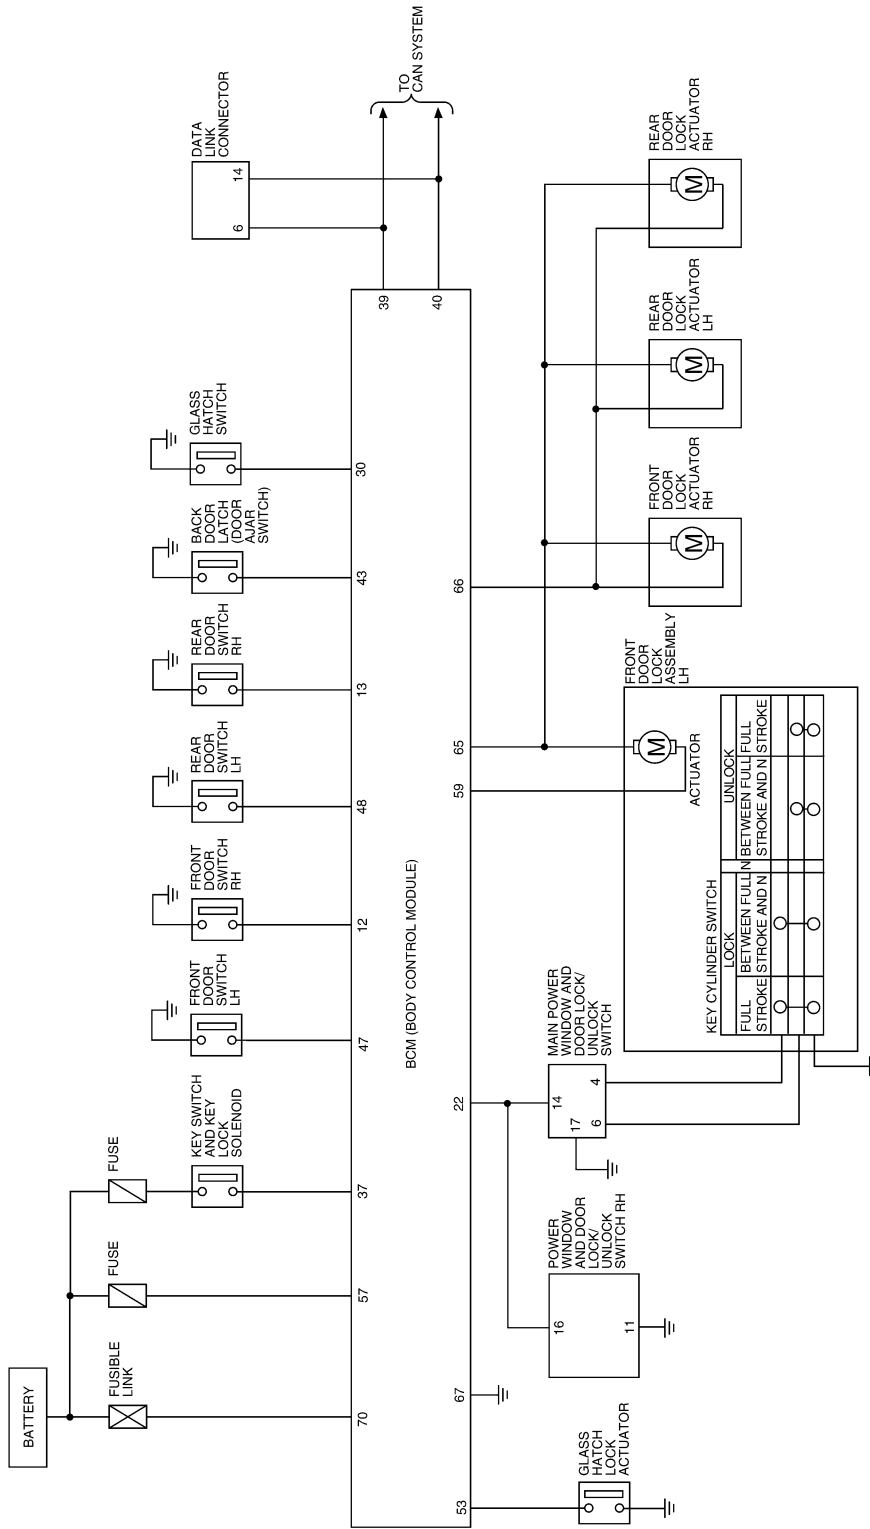 BATTERY
FUSIBLE
LINK
FUSE
FUSE
KEY SWITCH
AND KEY
LOCK
SOLENOID
FRONT
DOOR
SWITCH
LH
FRONT
DOOR
SWITCH
RH
REAR
DOOR
SWITCH
LH
REAR
DOOR
SWITCH
RH
BACK
DOOR
LATCH
(DOOR
AJAR
SWITCH)
GLASS
HATCH
SWITCH
DATA
LINK
CONNECTOR
6
14
TO
CAN SYSTEM
70
57
37
47
12
48
13
43
30
39
40
BCM (BODY CONTROL MODULE)
53
67
22
59
65
66
GLASS
HATCH
LOCK
ACTUATOR
POWER
WINDOW
AND DOOR
LOCK/
UNLOCK
SWITCH RH
16
11
MAIN POWER
WINDOW AND
DOOR LOCK/
UNLOCK
SWITCH
14
17
6
4
FRONT
DOOR
LOCK
ASSEMBLY
LH
M
ACTUATOR
KEY CYLINDER SWITCH
LOCK
UNLOCK
FULL
STROKE
BETWEEN FULL
STROKE AND N
N
BETWEEN FULL
STROKE AND N
FULL
STROKE
FRONT
DOOR
LOCK
ACTUATOR
RH
M
REAR
DOOR
LOCK
ACTUATOR
LH
M
REAR
DOOR
LOCK
ACTUATOR
RH
M